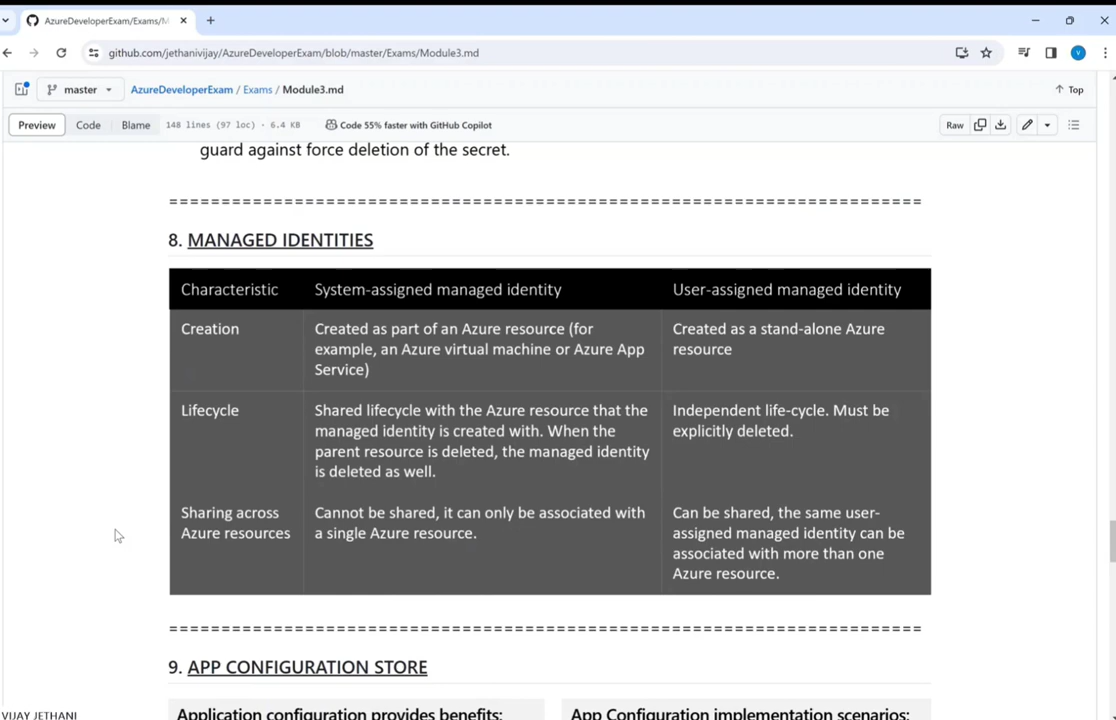 AzureDeveloperExam/Exams/M
github.com/jethanivijay/AzureDeveloperExam/blob/master/Exams/Module3.md
V
master
AzureDeveloperExam / Exams / Module3.md
Top
Preview
Code
Blame
148 lines (97 loc) · 6.4 KB
Code 55% faster with GitHub Copilot
Raw
guard against force deletion of the secret.
========================================================================
8. MANAGED IDENTITIES
Characteristic
System-assigned managed identity
User-assigned managed identity
Creation
Created as part of an Azure resource (for
example, an Azure virtual machine or Azure App
Service)
Created as a stand-alone Azure
resource
Lifecycle
Shared lifecycle with the Azure resource that the
managed identity is created with. When the
parent resource is deleted, the managed identity
is deleted as well.
Independent life-cycle. Must be
explicitly deleted.
Sharing across
Azure resources
Cannot be shared, it can only be associated with
a single Azure resource.
Can be shared, the same user-
assigned managed identity can be
associated with more than one
Azure resource.
========================================================================
9. APP CONFIGURATION STORE
Application configuration provides benefits:
App Configuration implementation scenarios:
VIJAY JETHANI